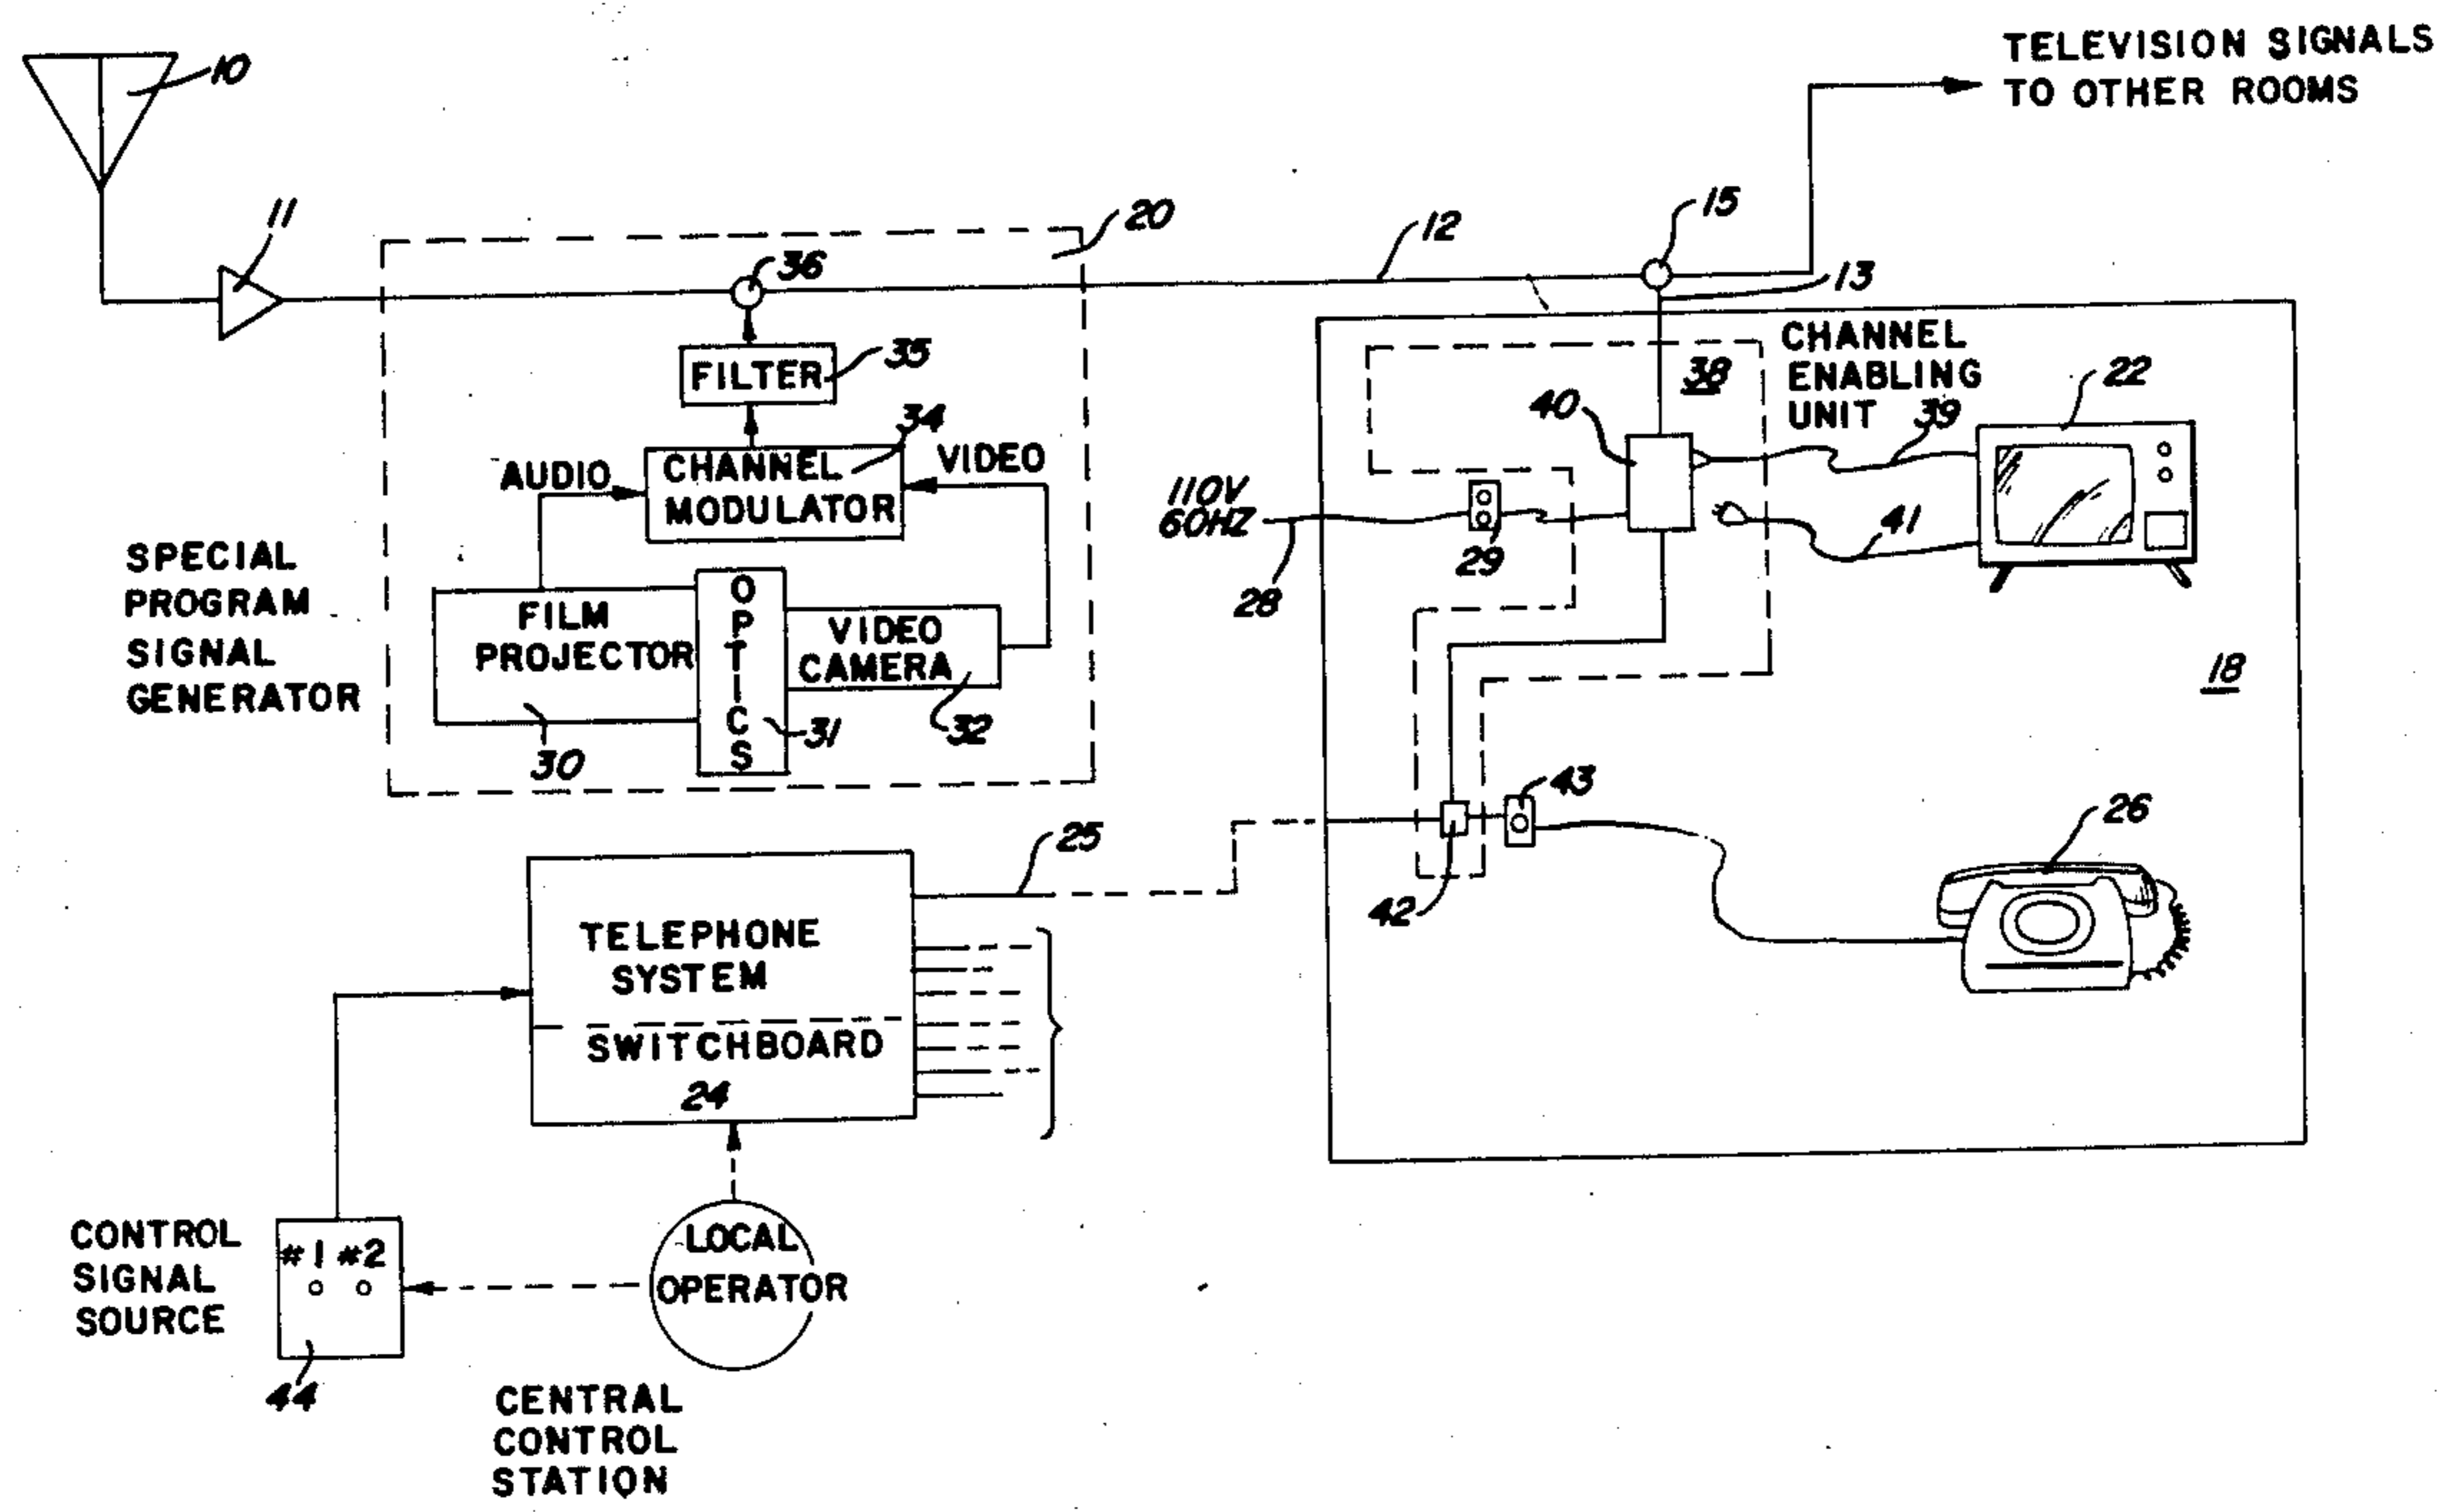 TELEVISION SIGNALS
TO OTHER ROOMS
10
11
20
12
15
13
36
FILTER
35
34
AUDIO
CHANNEL
MODULATOR
VIDEO
SPECIAL
PROGRAM
SIGNAL
GENERATOR
FILM
PROJECTOR
30
OPTICS
31
VIDEO
CAMERA
32
CHANNEL
ENABLING
UNIT
38
39
22
40
110V
60HZ
28
29
41
18
25
42
43
26
TELEPHONE
SYSTEM
SWITCHBOARD
24
CONTROL
SIGNAL
SOURCE
#1 #2
44
LOCAL
OPERATOR
CENTRAL
CONTROL
STATION